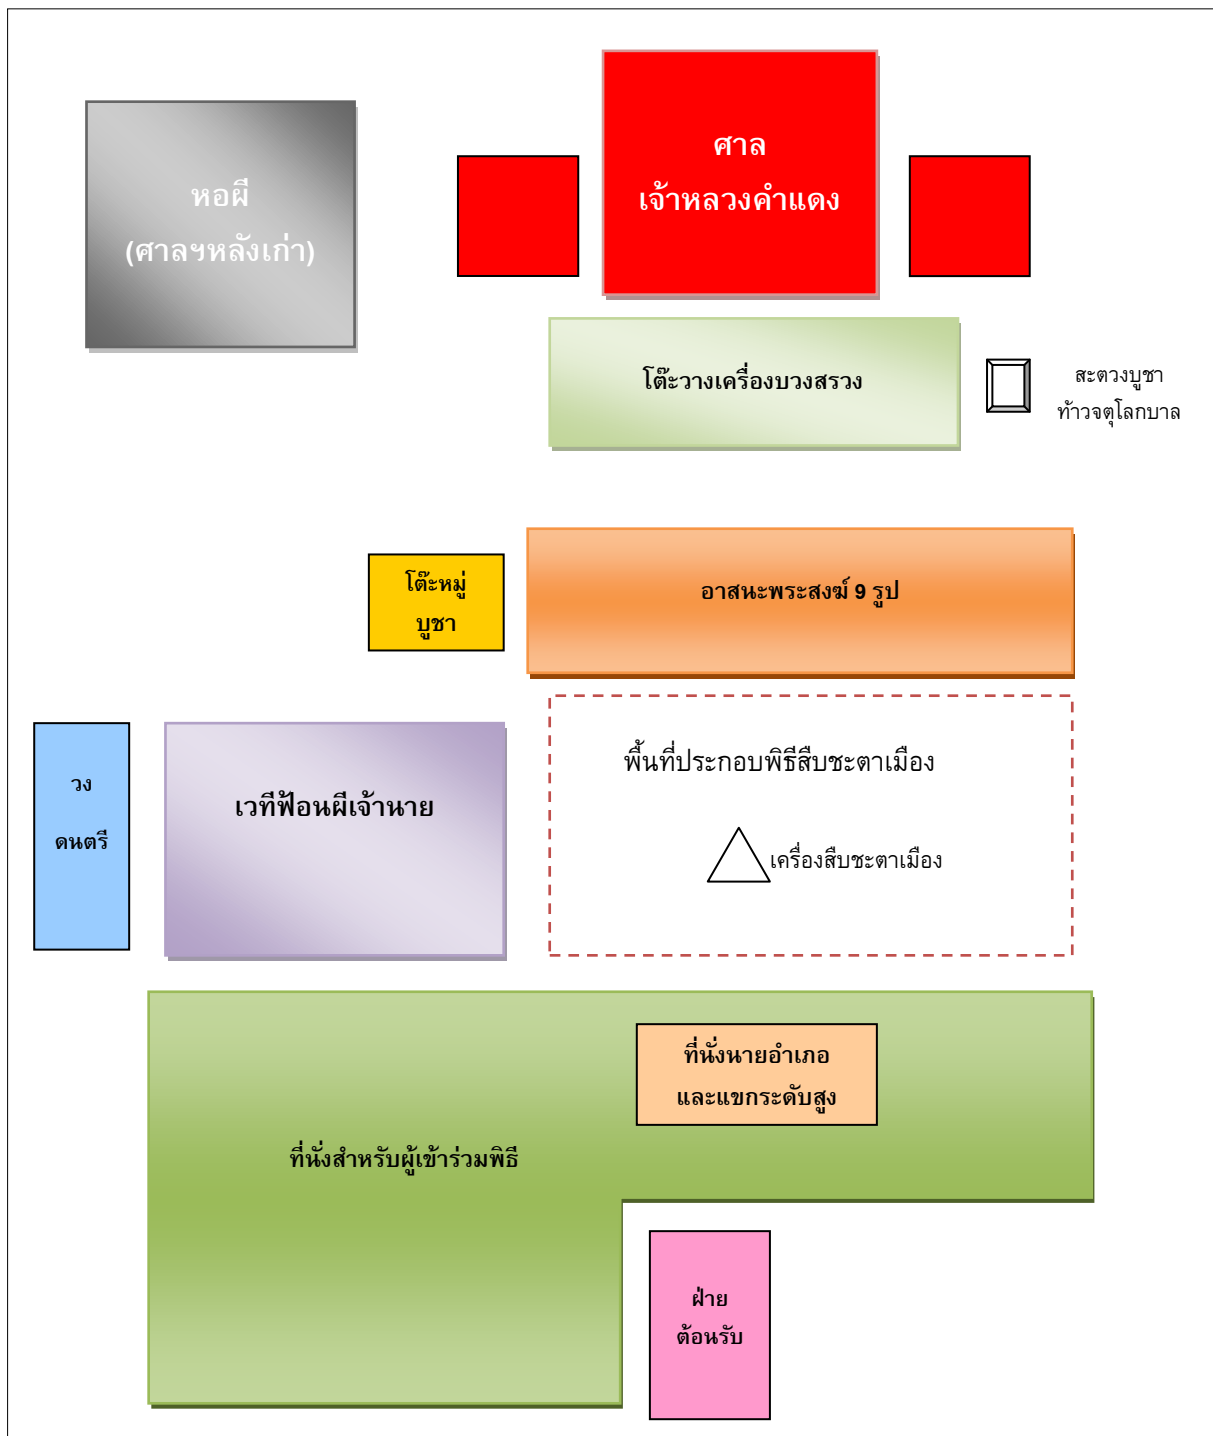 ศาล
เจ้าหลวงคำแดง
หอผี
(ศาลฯหลังเก่า)
โต๊ะวางเครื่องบวงสรวง
สะตวงบูชา
ท้าวจตุโลกบาล
โต๊ะหมู่
บูชา
อาสนะพระสงฆ์ 9 รูป
วง
ดนตรี
เวทีฟ้อนผีเจ้านาย
พื้นที่ประกอบพิธีสืบชะตาเมือง
เครื่องสืบชะตาเมือง
ที่นั่งนายอำเภอ
และแขกระดับสูง
ที่นั่งสำหรับผู้เข้าร่วมพิธี
ฝ่าย
ต้อหรับ